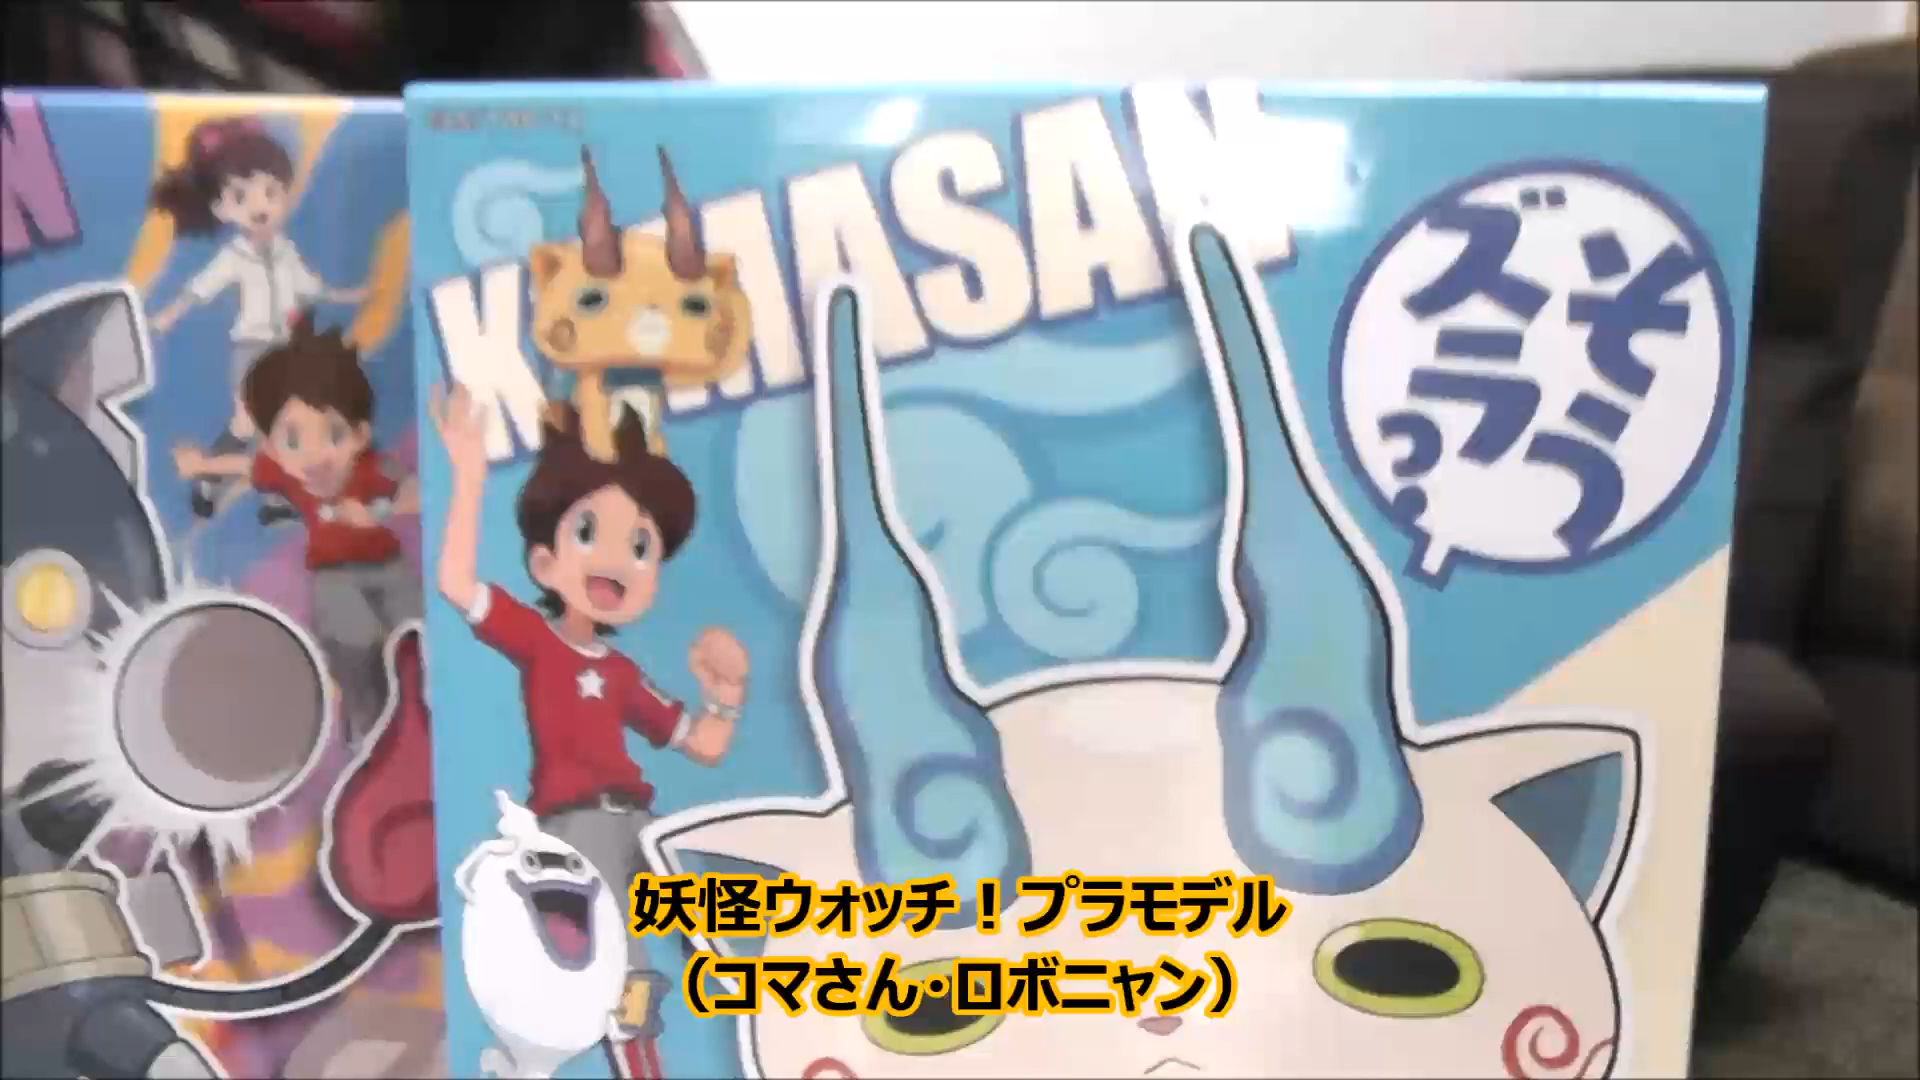 N
KOMASAN
そう
ズラっ
妖怪ウォッチ！プラモデル
（コマさん・ロボニャン）